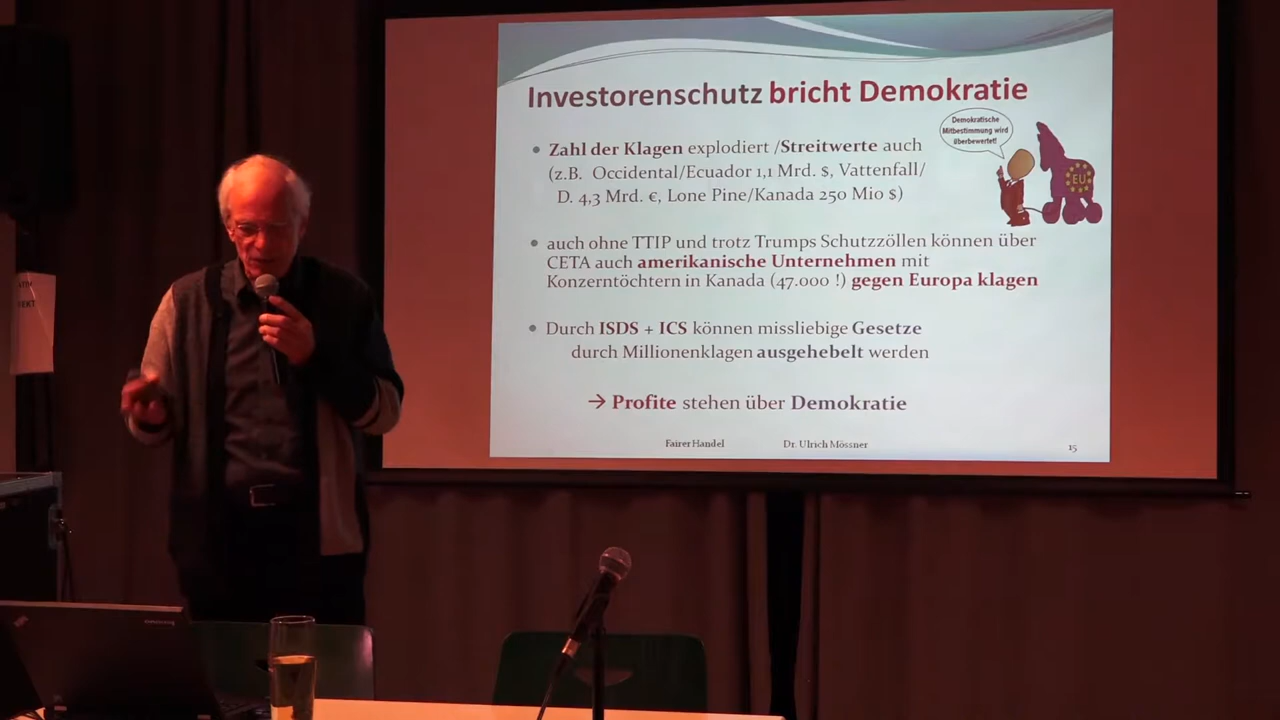 Investorenschutz bricht Demokratie
Demokratische
Mitbestimmung wird
überbewertet!
EU
• Zahl der Klagen explodiert /Streitwerte auch
(z.B. Occidental/Ecuador 1,1 Mrd. $, Vattenfall/
D. 4,3 Mrd. €, Lone Pine/Kanada 250 Mio $)
• auch ohne TTIP und trotz Trumps Schutzzöllen können über
CETA auch amerikanische Unternehmen mit
Konzerntöchtern in Kanada (47.000 !) gegen Europa klagen
• Durch ISDS + ICS können missliebige Gesetze
durch Millionenklagen ausgehebelt werden
→ Profite stehen über Demokratie
Fairer Handel Dr. Ulrich Mössner 15